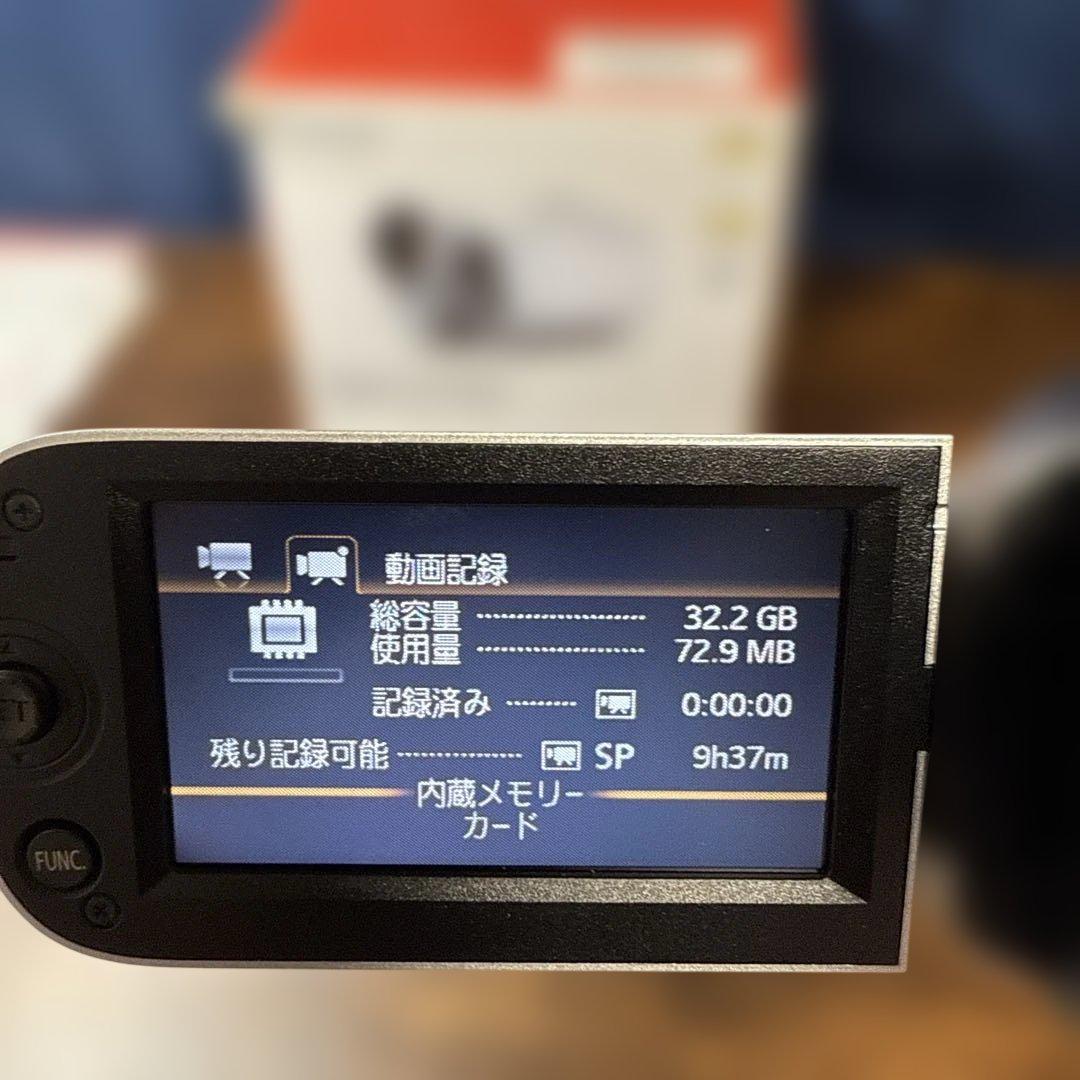 動画記録
総容量 32.2 GB
使用量 72.9 MB
記録済み 0:00:00
残り記録可能 SP 9h37m
内蔵メモリー
カード
FUNC.